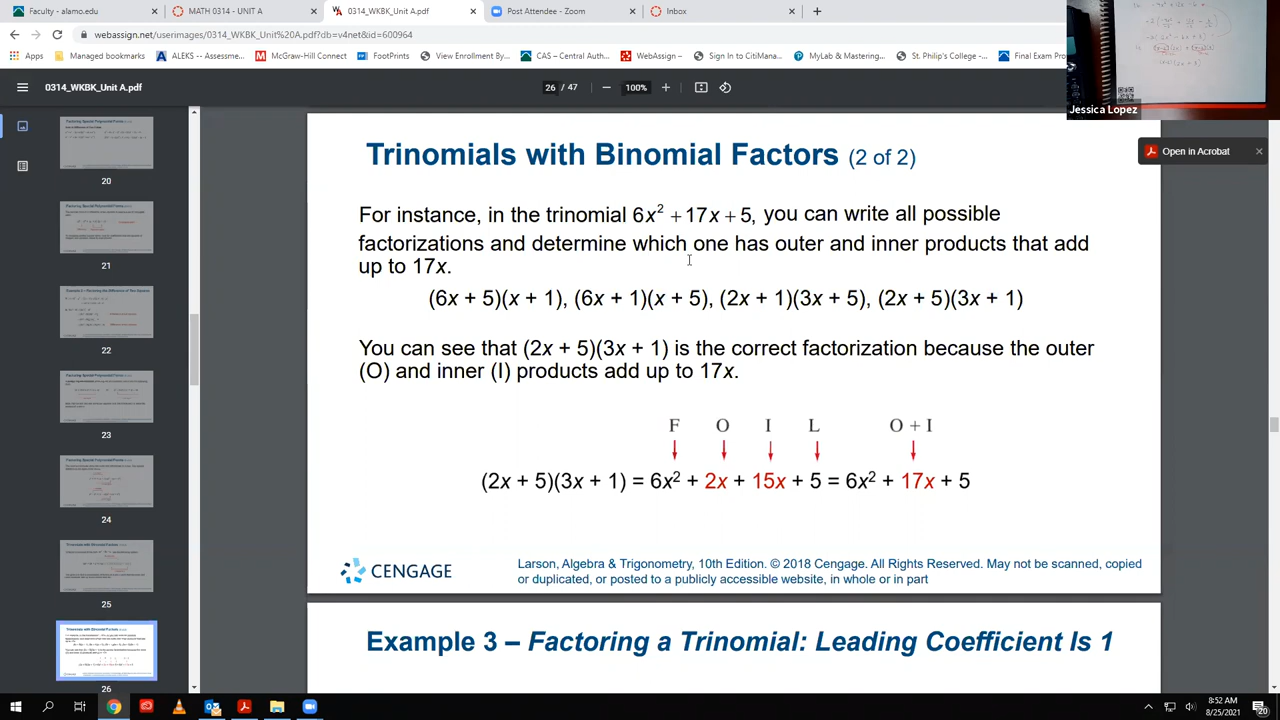 Faculty - alamo.edu
MATH 0314 - UNIT A
0314_WKBK_Unit A.pdf
Post Attendee - Zoom
Inbox
webassign.net/userimages/0314_WKBK_Unit%20A.pdf?db=v4net&id=600964
Apps
Managed bookmarks
ALEKS -- Assessme...
McGraw-Hill Connect
FootPrints
View Enrollment By...
CAS – Central Auth...
WebAssign
Sign In to CitiMana...
MyLab & Mastering...
St. Philip's College -...
Final Exam Pro
0314_WKBK_Unit A.pdf
26 / 47
100%
Jessica Lopez
Open in Acrobat
20
21
22
23
24
25
26
Trinomials with Binomial Factors (2 of 2)
For instance, in the trinomial 6x² + 17x + 5, you can write all possible
factorizations and determine which one has outer and inner products that add
up to 17x.
(6x + 5)(x + 1), (6x + 1)(x + 5), (2x + 1)(3x + 5), (2x + 5)(3x + 1)
You can see that (2x + 5)(3x + 1) is the correct factorization because the outer
(O) and inner (I) products add up to 17x.
F O I L O + I
(2x + 5)(3x + 1) = 6x² + 2x + 15x + 5 = 6x² + 17x + 5
CENGAGE
Larson, Algebra & Trigonometry, 10th Edition. © 2018 Cengage. All Rights Reserved. May not be scanned, copied
or duplicated, or posted to a publicly accessible website, in whole or in part
Example 3 – Factoring a Trinomial: Leading Coefficient Is 1
8:52 AM
8/25/2021
20